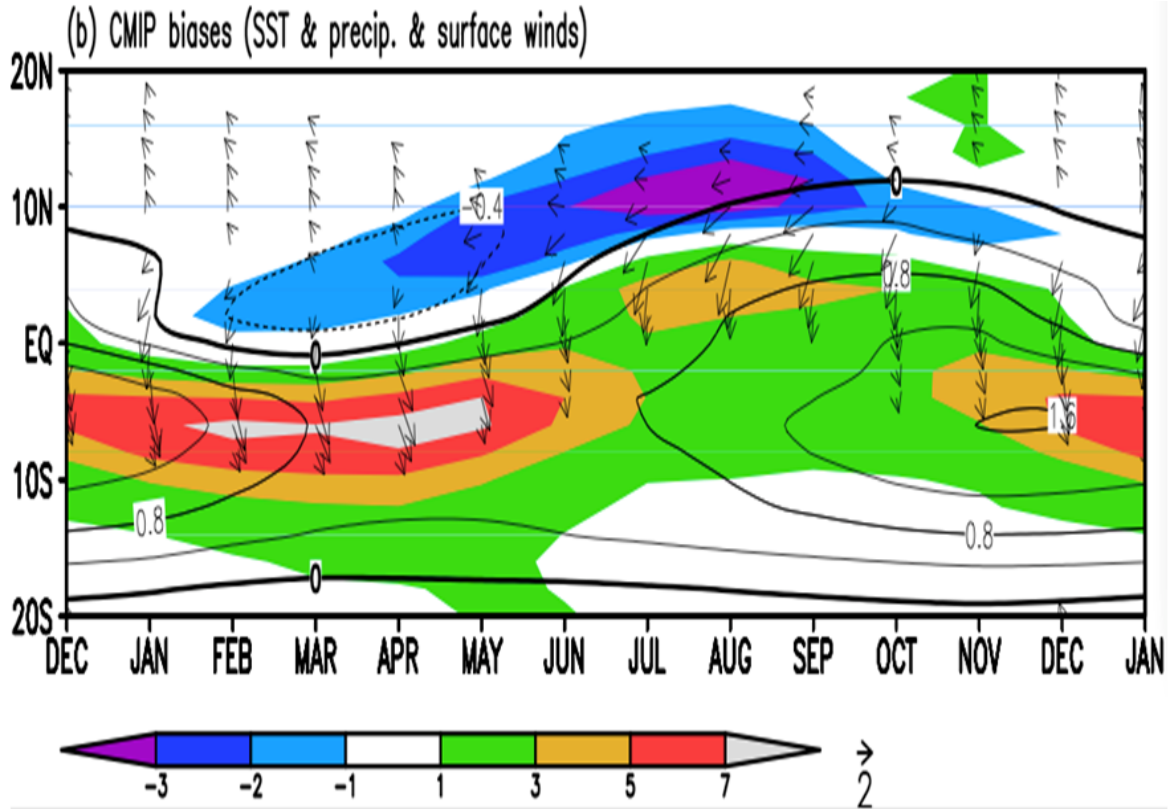 (b) CMIP biases (SST & precip. & surface winds)
20N
10N
EQ
10S
20S
-0.4
0
0.8
0
1.6
0.8
0.8
0
DEC JAN FEB MAR APR MAY JUN JUL AUG SEP OCT NOV DEC JAN
-3 -2 -1 1 3 5 7
2